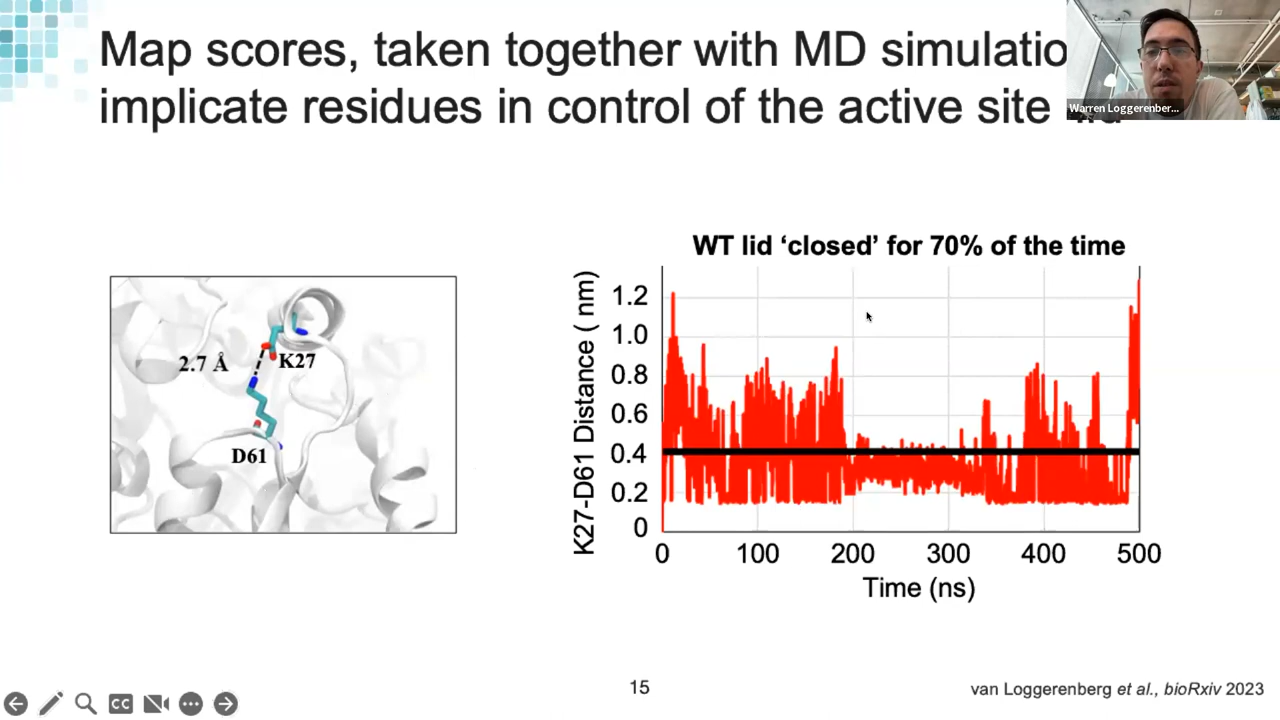 Map scores, taken together with MD simulatio
implicate residues in control of the active site
Warren Loggerenber...
WT lid ‘closed’ for 70% of the time
K27-D61 Distance ( nm)
1.2
1.0
0.8
0.6
0.4
0.2
0
0 100 200 300 400 500
Time (ns)
2.7 Å
K27
D61
CC
15
van Loggerenberg et al., bioRxiv 2023